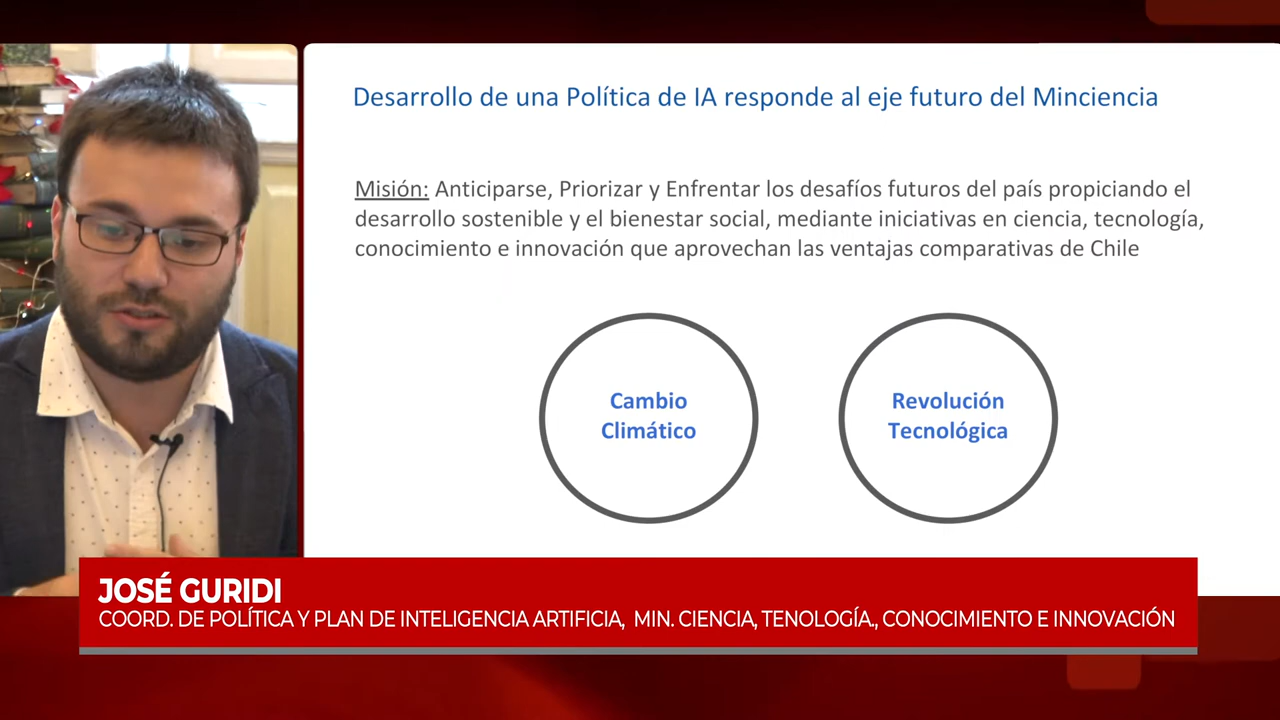 Desarrollo de una Política de IA responde al eje futuro del Minciencia
Misión: Anticiparse, Priorizar y Enfrentar los desafíos futuros del país propiciando el
desarrollo sostenible y el bienestar social, mediante iniciativas en ciencia, tecnología,
conocimiento e innovación que aprovechan las ventajas comparativas de Chile
Cambio
Climático
Revolución
Tecnológica
JOSÉ GURIDI
COORD. DE POLÍTICA Y PLAN DE INTELIGENCIA ARTIFICIA, MIN. CIENCIA, TENOLOGÍA., CONOCIMIENTO E INNOVACIÓN